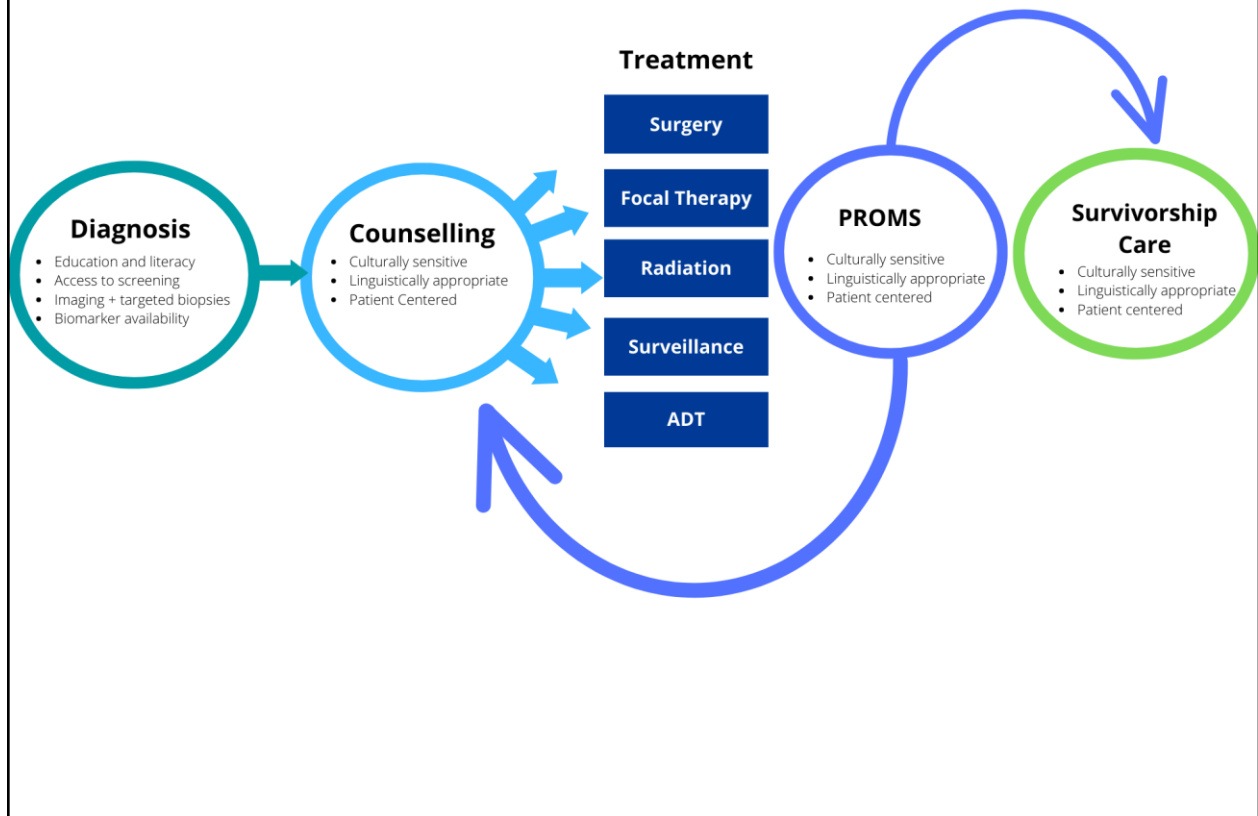 Diagnosis
• Education and literacy
• Access to screening
• Imaging + targeted biopsies
• Biomarker availability
Counselling
• Culturally sensitive
• Linguistically appropriate
• Patient Centered
Treatment
Surgery
Focal Therapy
Radiation
Surveillance
ADT
PROMS
• Culturally sensitive
• Linguistically appropriate
• Patient centered
Survivorship
Care
• Culturally sensitive
• Linguistically appropriate
• Patient centered